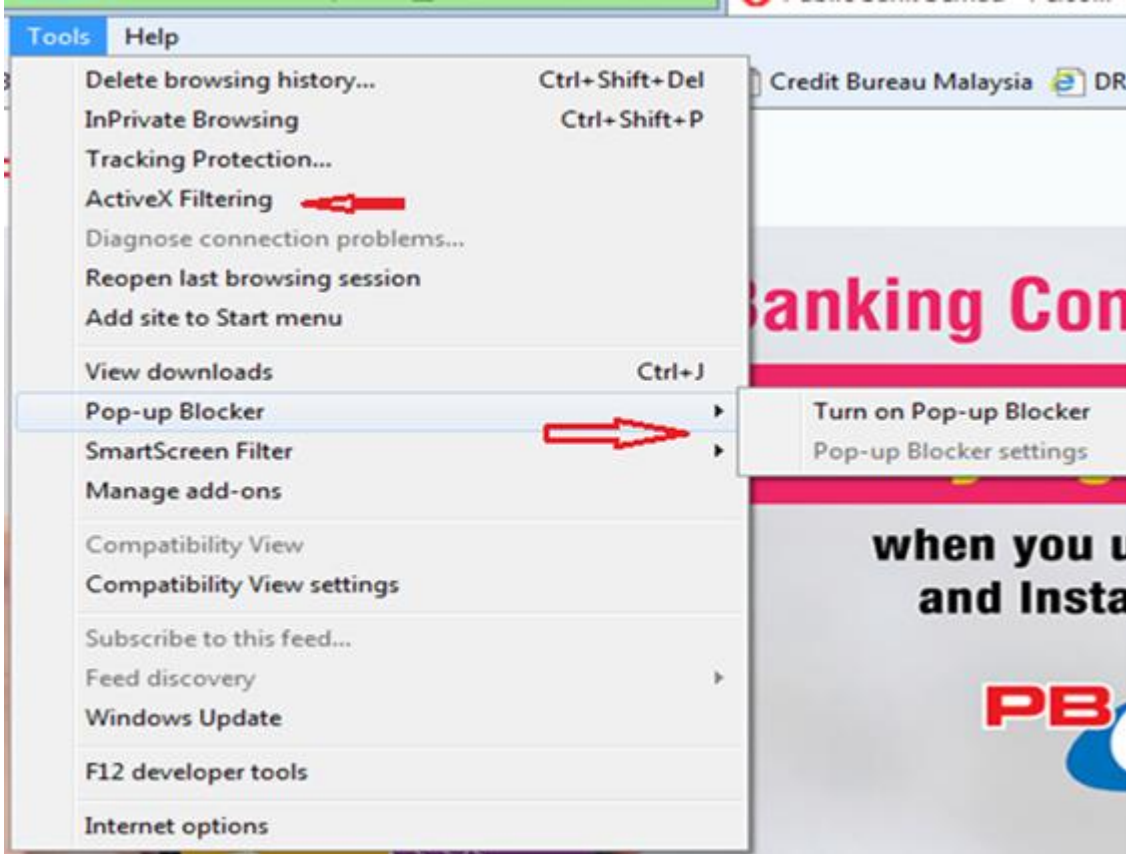 Tools Help
Delete browsing history... Ctrl+Shift+Del
InPrivate Browsing Ctrl+Shift+P
Tracking Protection...
ActiveX Filtering
Diagnose connection problems...
Reopen last browsing session
Add site to Start menu
View downloads Ctrl+J
Pop-up Blocker
SmartScreen Filter
Manage add-ons
Compatibility View
Compatibility View settings
Subscribe to this feed...
Feed discovery
Windows Update
F12 developer tools
Internet options
Turn on Pop-up Blocker
Pop-up Blocker settings
Credit Bureau Malaysia DR
anking Con
when you u
and Insta
PB